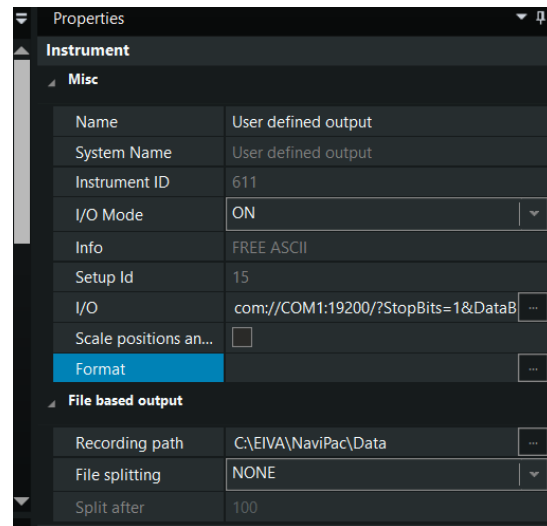 Properties
Instrument
Misc
Name User defined output
System Name User defined output
Instrument ID 611
I/O Mode ON
Info FREE ASCII
Setup Id 15
I/O com://COM1:19200/?StopBits=1&DataB ...
Scale positions an...
Format ...
File based output
Recording path C:\EIVA\NaviPac\Data ...
File splitting NONE
Split after 100